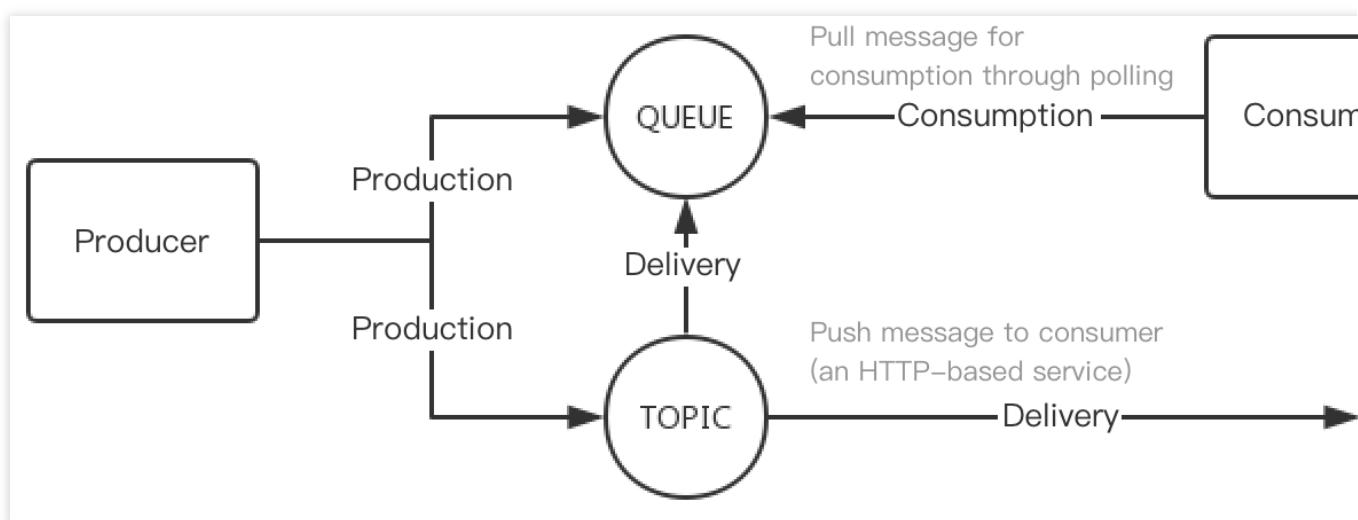 Pull message for
consumption through polling
QUEUE
Consumption
Consum
Production
Producer
Delivery
Production
Push message to consumer
(an HTTP-based service)
TOPIC
Delivery